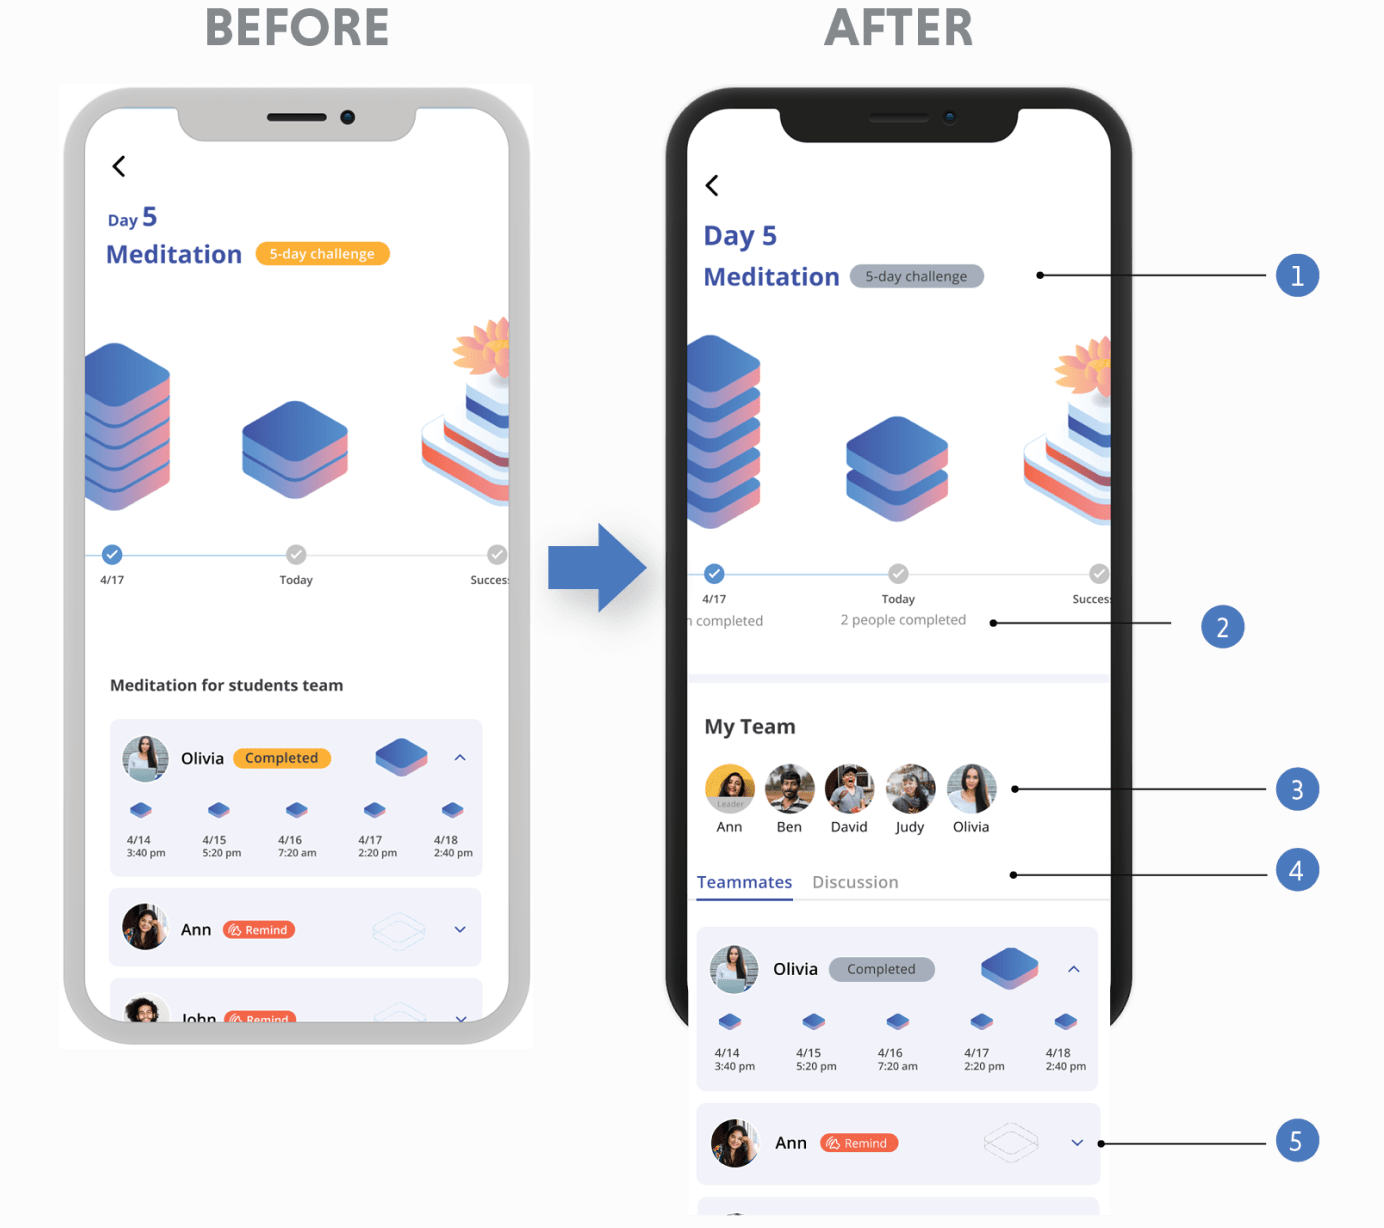 BEFORE
AFTER
Day 5
Meditation 5-day challenge
4/17 Today Success
Meditation for students team
Olivia Completed
4/14 4/15 4/16 4/17 4/18
3:40 pm 5:20 pm 7:20 am 2:20 pm 2:40 pm
Ann Remind
John Remind
Day 5
Meditation 5-day challenge
1
4/17 Today Success
n completed 2 people completed
2
My Team
Leader
3
Ann Ben David Judy Olivia
4
Teammates Discussion
Olivia Completed
4/14 4/15 4/16 4/17 4/18
3:40 pm 5:20 pm 7:20 am 2:20 pm 2:40 pm
Ann Remind
5